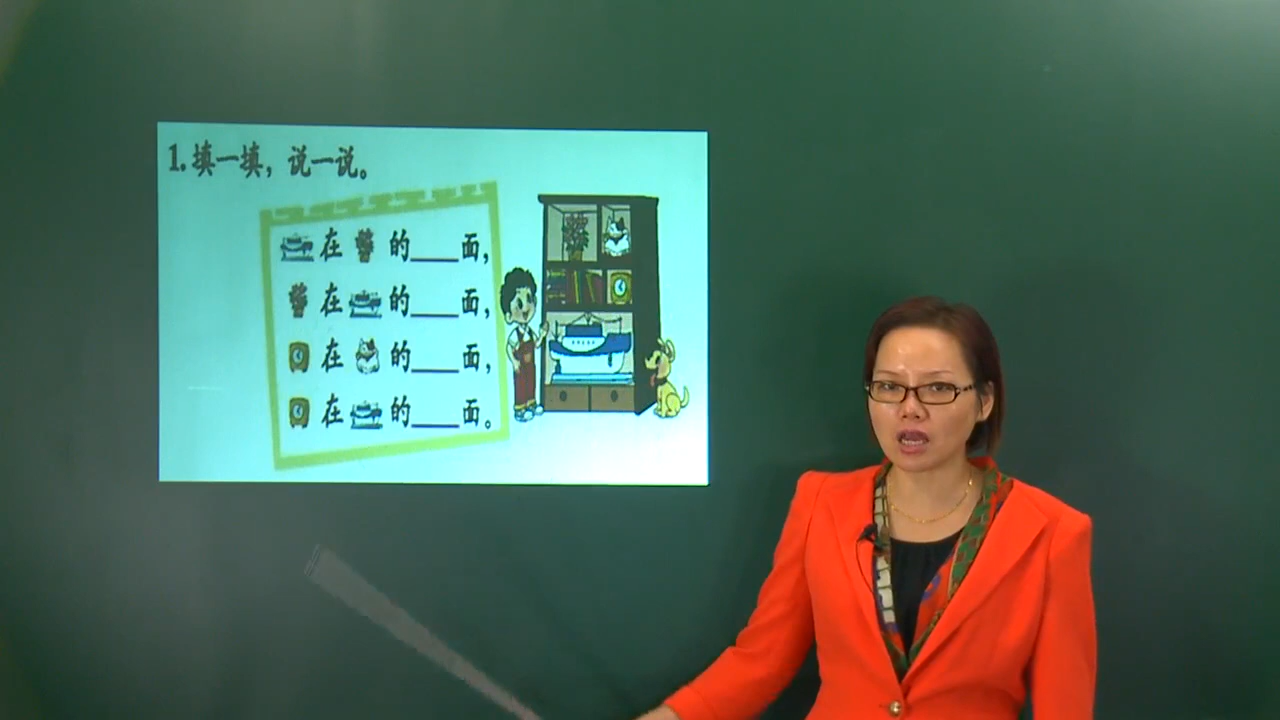 1.填一填，说一说。
在 的____面，
在 的____面，
在 的____面，
在 的____面。